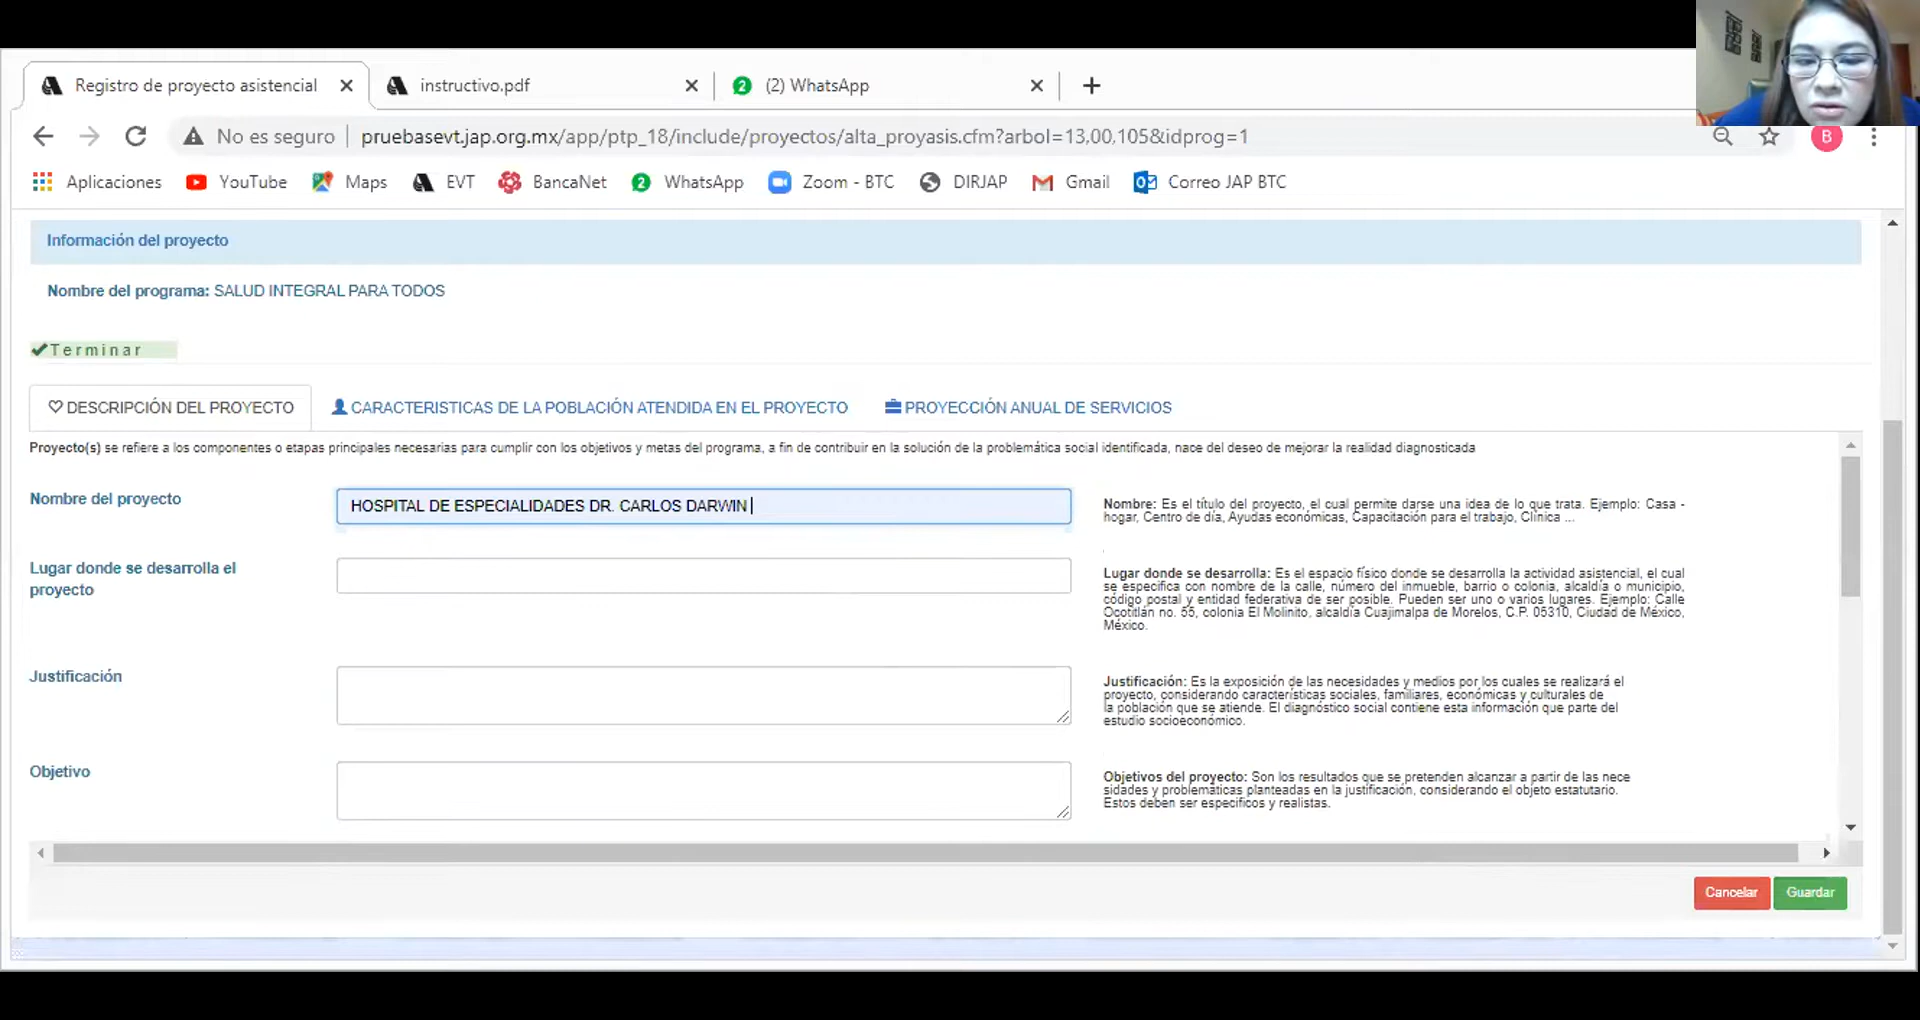 Registro de proyecto asistencial
instructivo.pdf
2 (2) WhatsApp
No es seguro | pruebasevt.jap.org.mx/app/ptp_18/include/proyectos/alta_proyasis.cfm?arbol=13,00,105&idprog=1
B
Aplicaciones YouTube Maps EVT BancaNet 2 WhatsApp Zoom - BTC DIRJAP Gmail Correo JAP BTC
Información del proyecto
Nombre del programa: SALUD INTEGRAL PARA TODOS
Terminar
DESCRIPCIÓN DEL PROYECTO CARACTERISTICAS DE LA POBLACIÓN ATENDIDA EN EL PROYECTO PROYECCIÓN ANUAL DE SERVICIOS
Proyecto(s) se refiere a los componentes o etapas principales necesarias para cumplir con los objetivos y metas del programa, a fin de contribuir en la solución de la problemática social identificada, nace del deseo de mejorar la realidad diagnosticada
Nombre del proyecto
HOSPITAL DE ESPECIALIDADES DR. CARLOS DARWIN
Nombre: Es el título del proyecto, el cual permite darse una idea de lo que trata. Ejemplo: Casa -
hogar, Centro de día, Ayudas económicas, Capacitación para el trabajo, Clínica ...
Lugar donde se desarrolla el
proyecto
Lugar donde se desarrolla: Es el espacio físico donde se desarrolla la actividad asistencial, el cual
se especifica con nombre de la calle, número del inmueble, barrio o colonia, alcaldía o municipio,
código postal y entidad federativa de ser posible. Pueden ser uno o varios lugares. Ejemplo: Calle
Ocotitlán no. 55, colonia El Molinito, alcaldía Cuajimalpa de Morelos, C.P. 05310, Ciudad de México,
México.
Justificación
Justificación: Es la exposición de las necesidades y medios por los cuales se realizará el
proyecto, considerando características sociales, familiares, económicas y culturales de
la población que se atiende. El diagnóstico social contiene esta información que parte del
estudio socioeconómico.
Objetivo
Objetivos del proyecto: Son los resultados que se pretenden alcanzar a partir de las nece
sidades y problemáticas planteadas en la justificación, considerando el objeto estatutario.
Estos deben ser específicos y realistas.
Cancelar Guardar